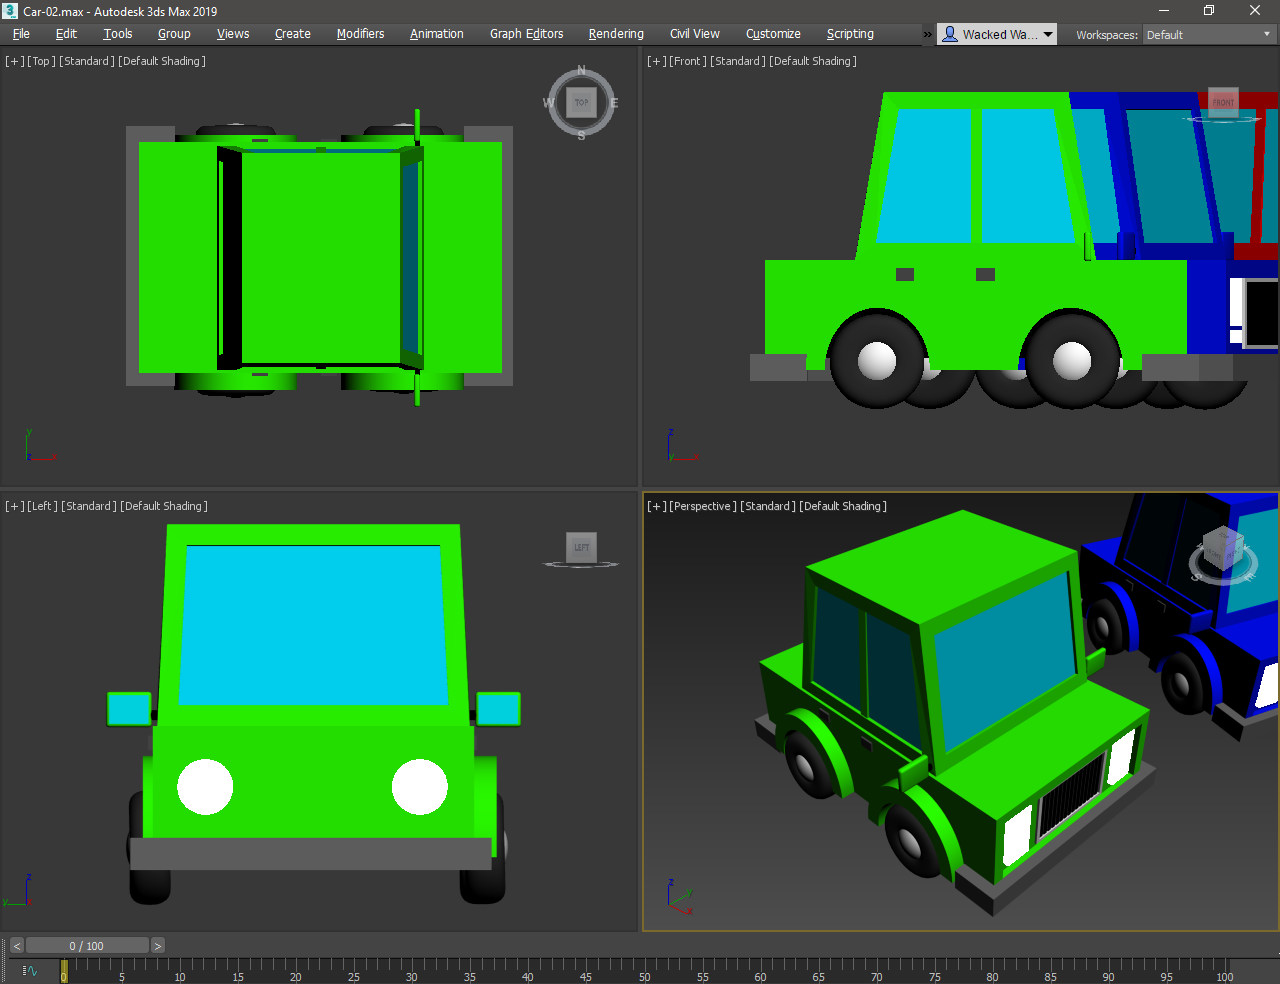 3 Car-02.max - Autodesk 3ds Max 2019
File Edit Tools Group Views Create Modifiers Animation Graph Editors Rendering Civil View Customize Scripting » Wacked Wa... Workspaces: Default
[+] [Top] [Standard] [Default Shading]
[+] [Front] [Standard] [Default Shading]
N
W TOP E
S
FRONT
y
z x
z
y x
[+] [Left] [Standard] [Default Shading]
[+] [Perspective] [Standard] [Default Shading]
LEFT
S E
z
y x
z y
x
< 0 / 100 >
0 5 10 15 20 25 30 35 40 45 50 55 60 65 70 75 80 85 90 95 100